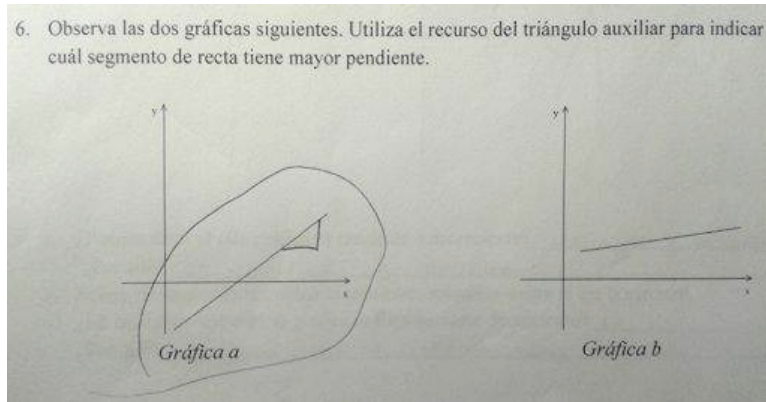 6. Observa las dos gráficas siguientes. Utiliza el recurso del triángulo auxiliar para indicar
cuál segmento de recta tiene mayor pendiente.
y
x
Gráfica a
y
x
Gráfica b